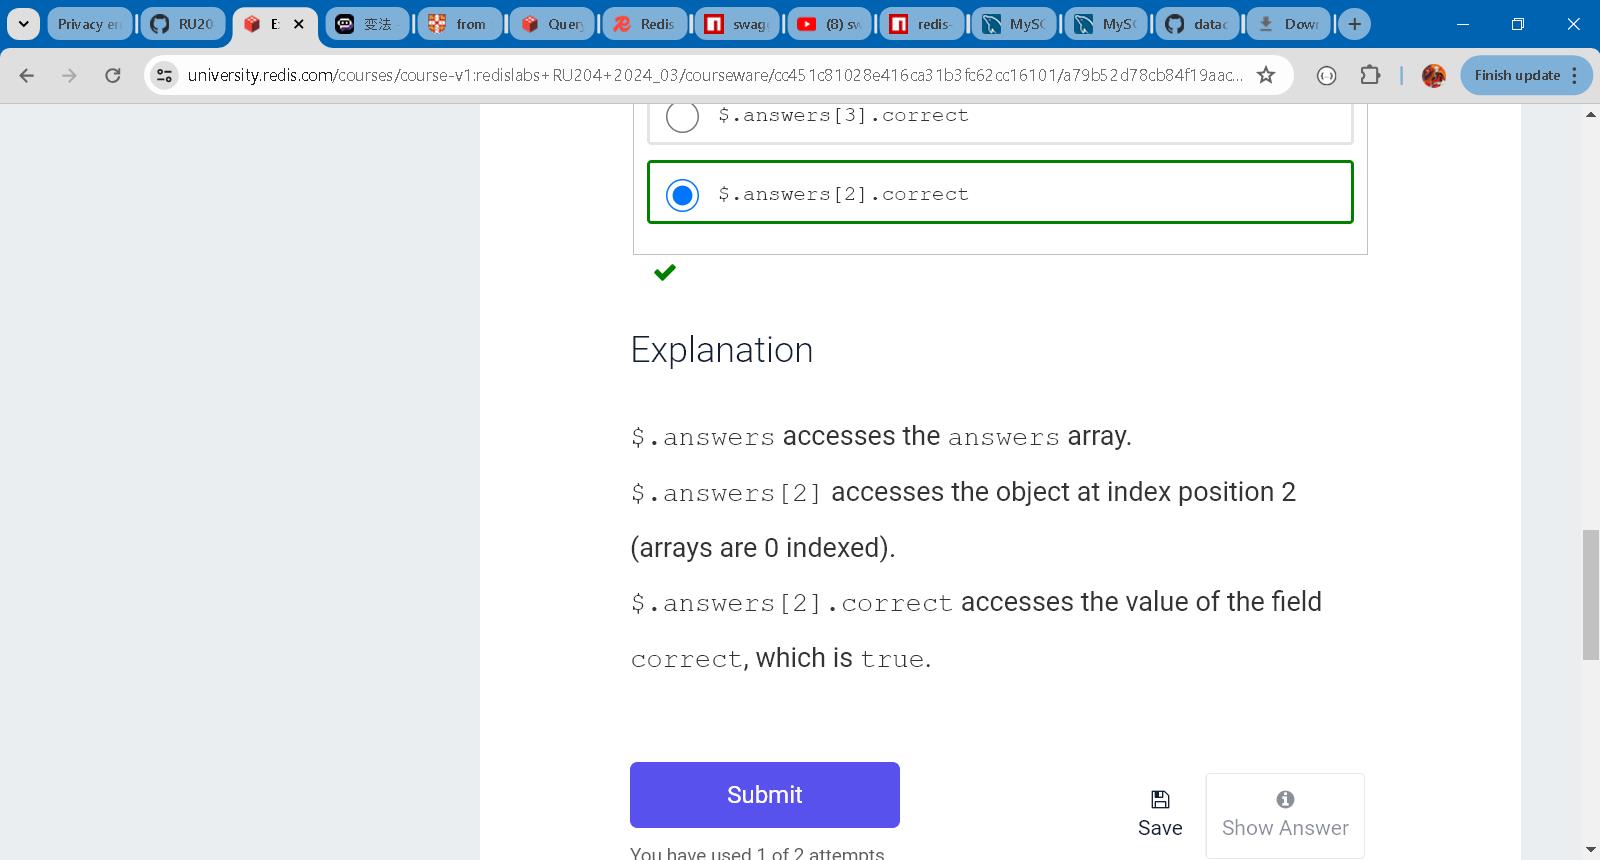 Privacy er
RU20
E
变法
from
Query
Redis
swag
(8) sw
redis-
MySQ
MySQ
datac
Down
university.redis.com/courses/course-v1:redislabs+RU204+2024_03/courseware/cc451c81028e416ca31b3fc62cc16101/a79b52d78cb84f19aac...
Finish update
$.answers[3].correct
$.answers[2].correct
Explanation
$.answers accesses the answers array.
$.answers[2] accesses the object at index position 2
(arrays are 0 indexed).
$.answers[2].correct accesses the value of the field
correct, which is true.
Submit
Save
Show Answer
You have used 1 of 2 attempts